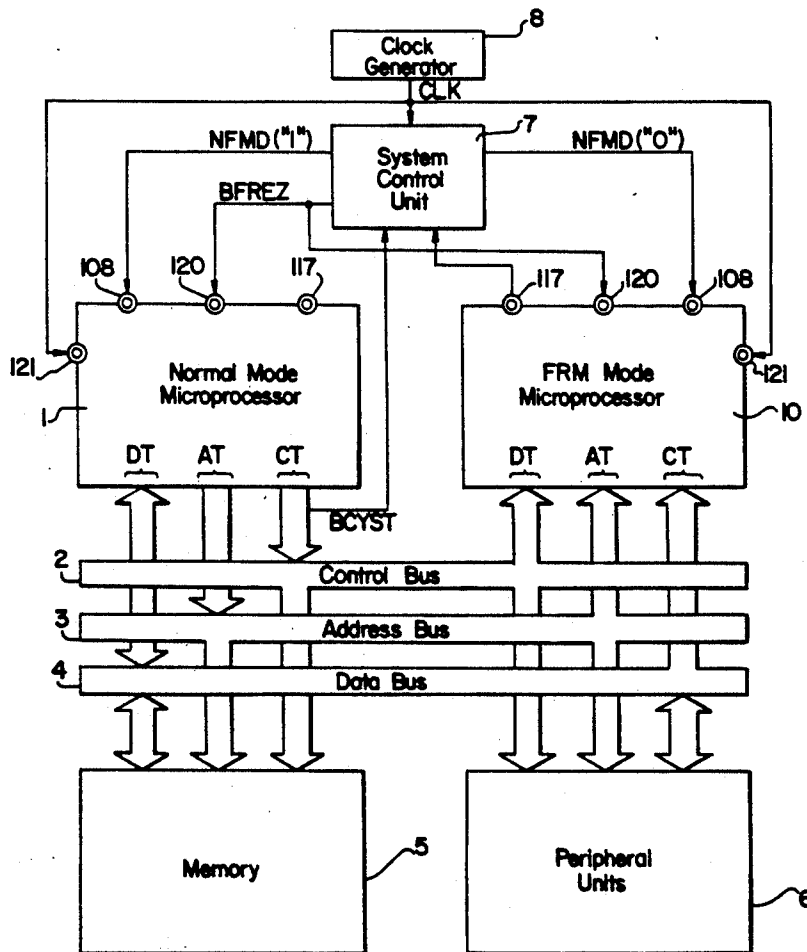 8
Clock
Generator
CLK
7
NFMD("1")
System
Control
Unit
NFMD("0")
BFREZ
108
120
117
117
120
108
121
Normal Mode
Microprocessor
1
FRM Mode
Microprocessor
121
10
DT
AT
CT
DT
AT
CT
BCYST
2
Control Bus
3
Address Bus
4
Data Bus
Memory
5
Peripheral
Units
6